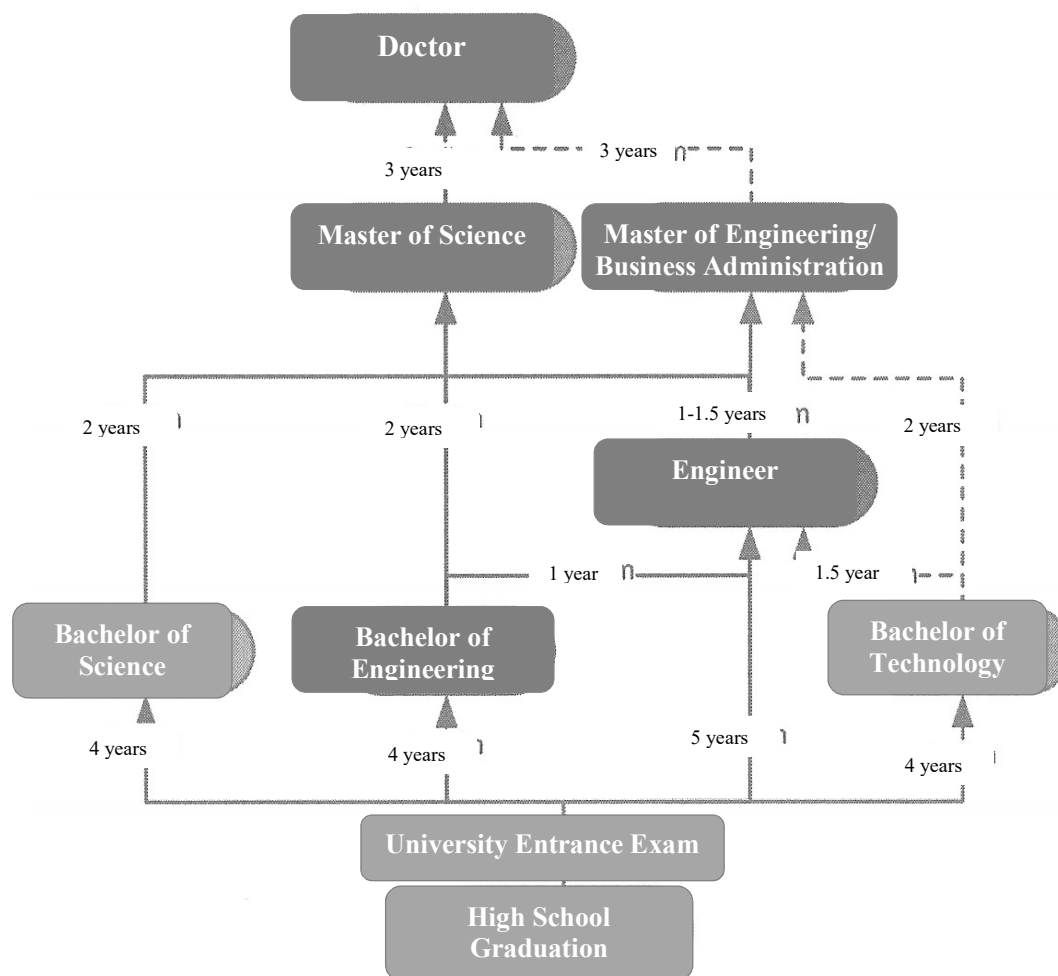 Doctor
3 years
3 years
Master of Science
Master of Engineering/
Business Administration
2 years
2 years
1-1.5 years
2 years
Engineer
1 year
1.5 year
Bachelor of
Science
Bachelor of
Engineering
Bachelor of
Technology
4 years
4 years
5 years
4 years
University Entrance Exam
High School
Graduation